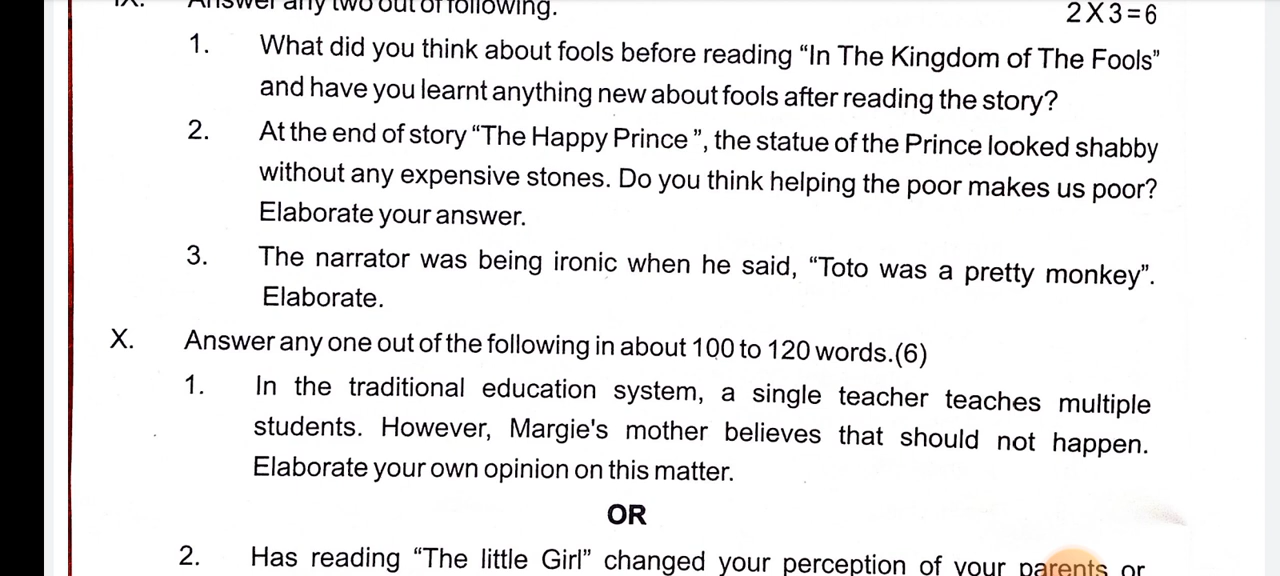 IX. Answer any two out of following. 2X3=6
1. What did you think about fools before reading “In The Kingdom of The Fools”
and have you learnt anything new about fools after reading the story?
2. At the end of story “The Happy Prince ”, the statue of the Prince looked shabby
without any expensive stones. Do you think helping the poor makes us poor?
Elaborate your answer.
3. The narrator was being ironic when he said, “Toto was a pretty monkey”.
Elaborate.
X. Answer any one out of the following in about 100 to 120 words.(6)
1. In the traditional education system, a single teacher teaches multiple
students. However, Margie's mother believes that should not happen.
Elaborate your own opinion on this matter.
OR
2. Has reading “The little Girl” changed your perception of your parents or